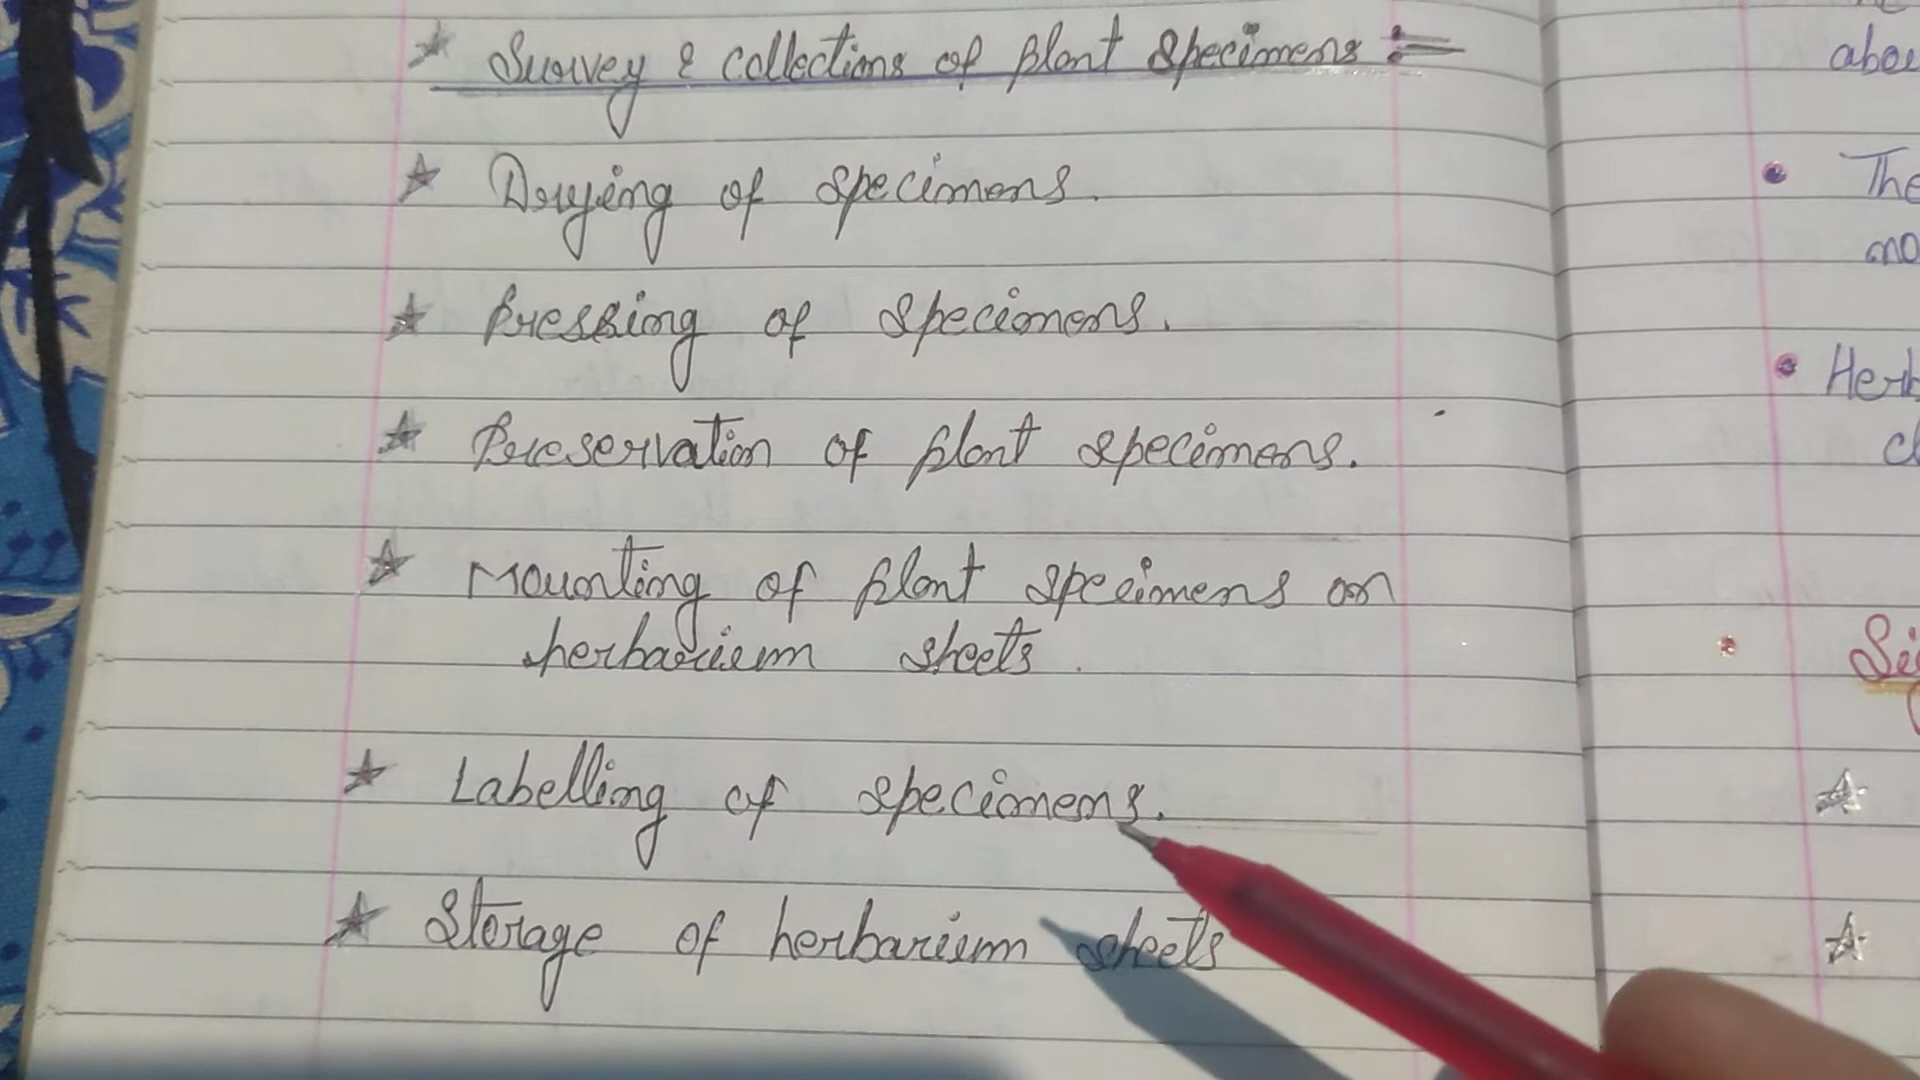 Survey & collections of plant specimens :=
Drying of specimens.
Pressing of specimens.
Preservation of plant specimens.
Mounting of plant specimens on
herbarium sheets.
Labelling of specimens.
Storage of herbarium sheets
The